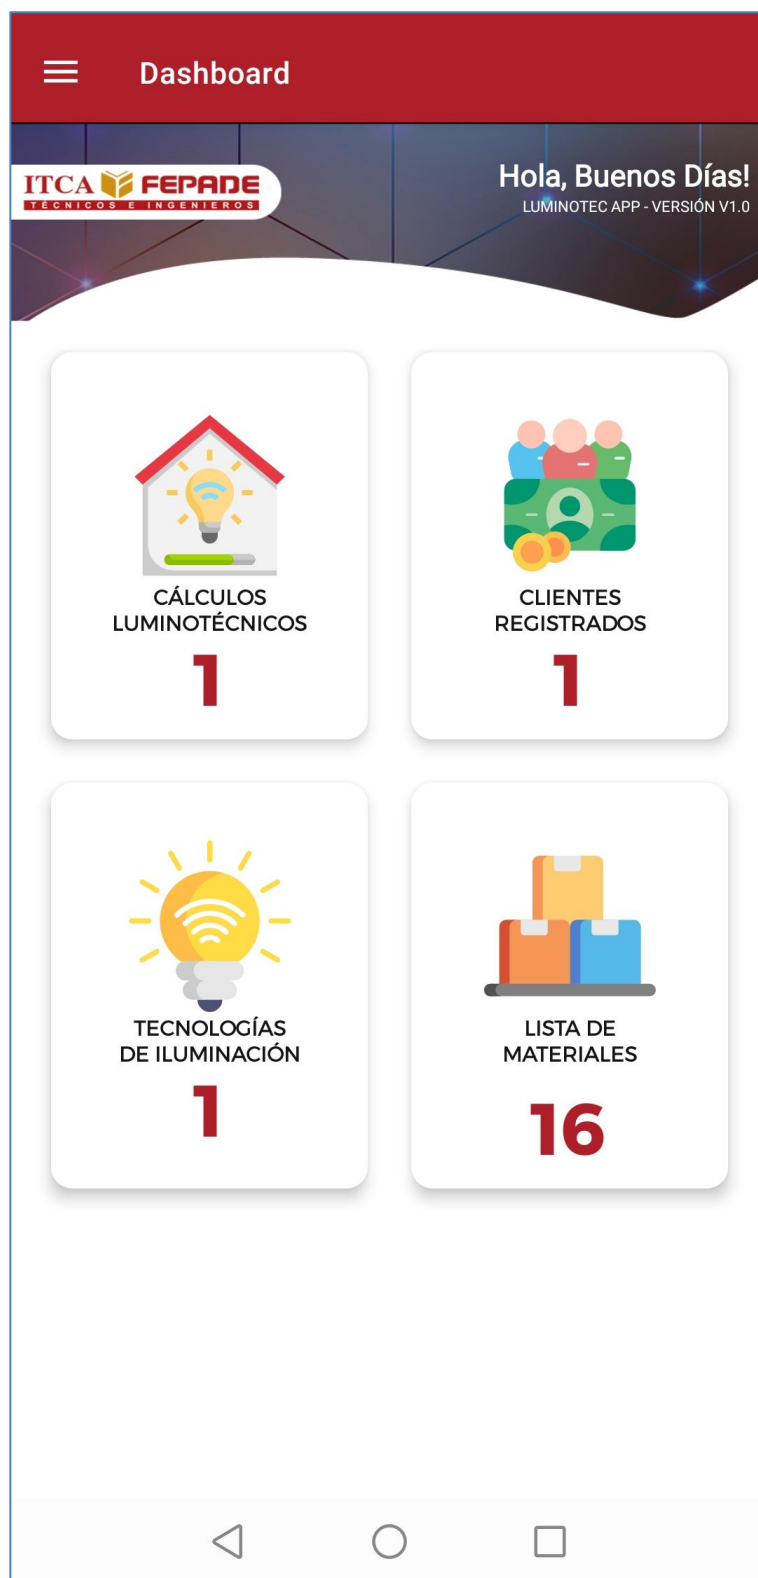 Dashboard
ITCA FEPADE
TÉCNICOS E INGENIEROS
Hola, Buenos Días!
LUMINOTEC APP - VERSIÓN V1.0
CÁLCULOS
LUMINOTÉCNICOS
1
CLIENTES
REGISTRADOS
1
TECNOLOGÍAS
DE ILUMINACIÓN
1
LISTA DE
MATERIALES
16